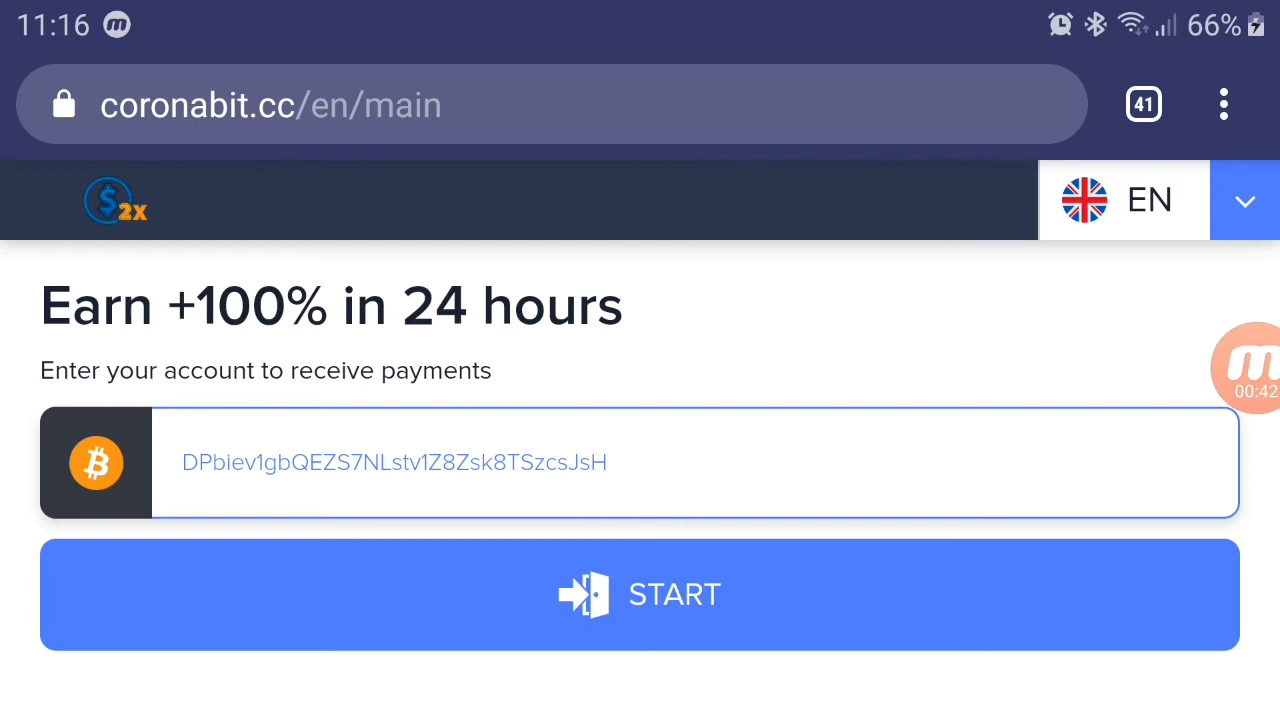 11:16
66%
coronabit.cc/en/main
41
$2x
EN
Earn +100% in 24 hours
Enter your account to receive payments
00:42
DPbiev1gbQEZS7NLstv1Z8Zsk8TSzcsJsH
START